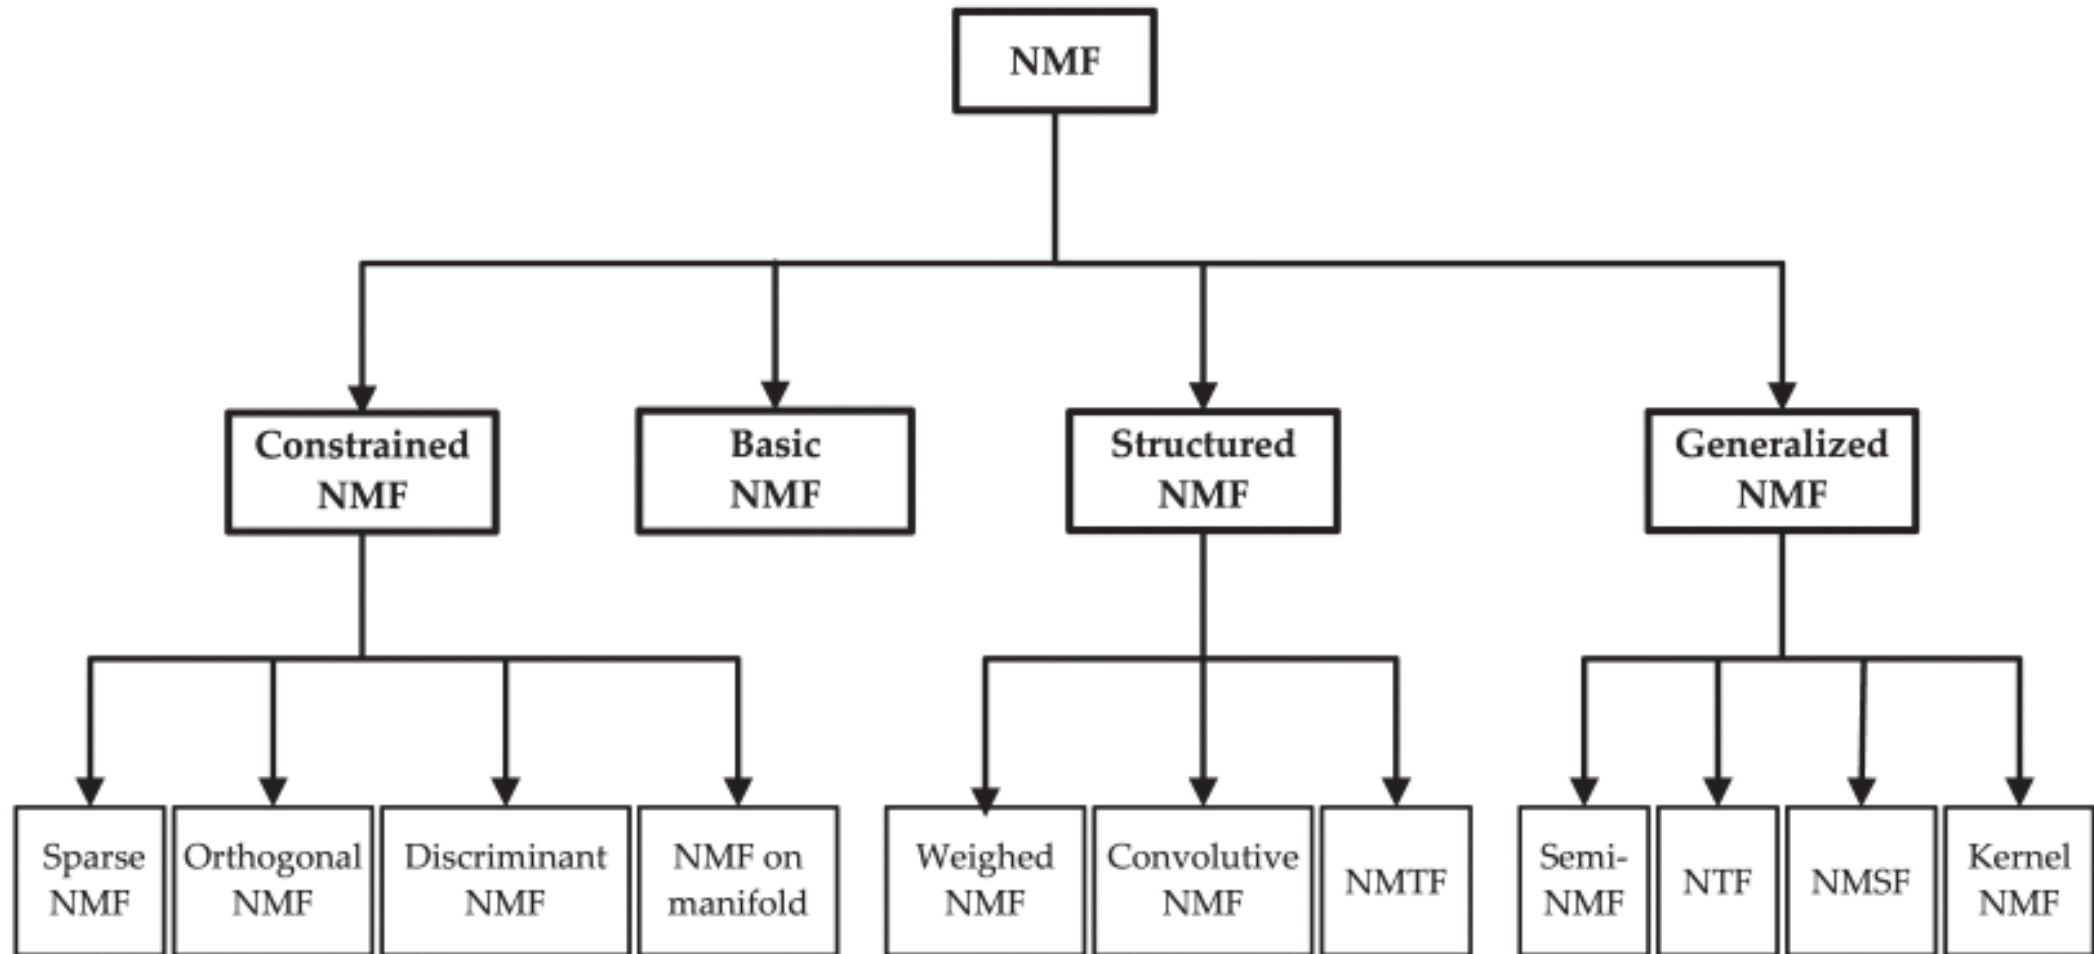 NMF
Constrained
NMF
Basic
NMF
Structured
NMF
Generalized
NMF
Sparse
NMF
Orthogonal
NMF
Discriminant
NMF
NMF on
manifold
Weighed
NMF
Convolutive
NMF
NMTF
Semi-
NMF
NTF
NMSF
Kernel
NMF